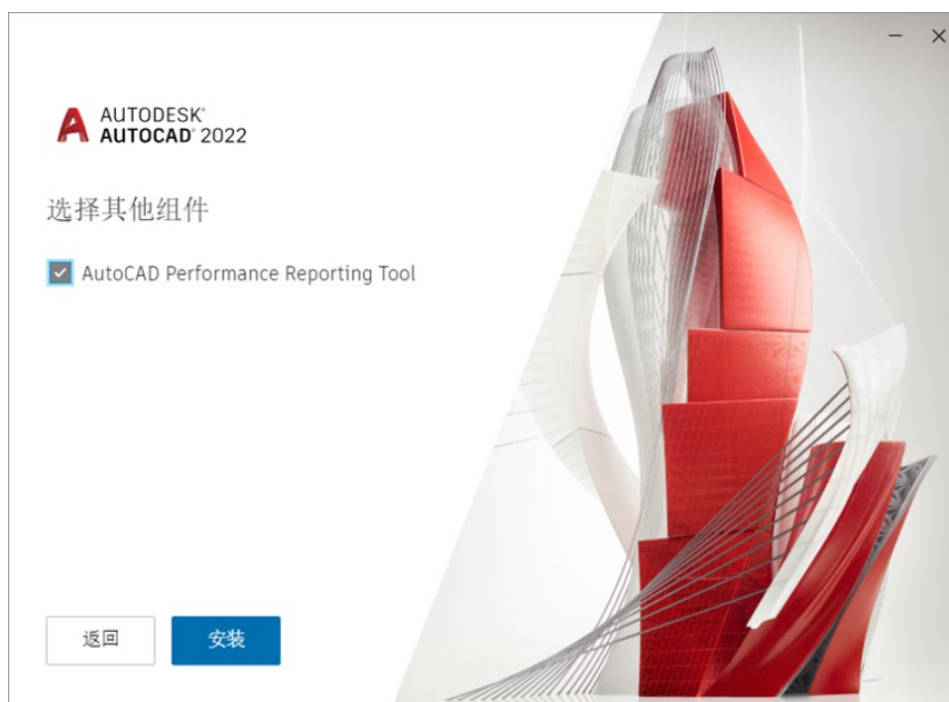 AUTODESK®
AUTOCAD® 2022
选择其他组件
AutoCAD Performance Reporting Tool
返回
安装